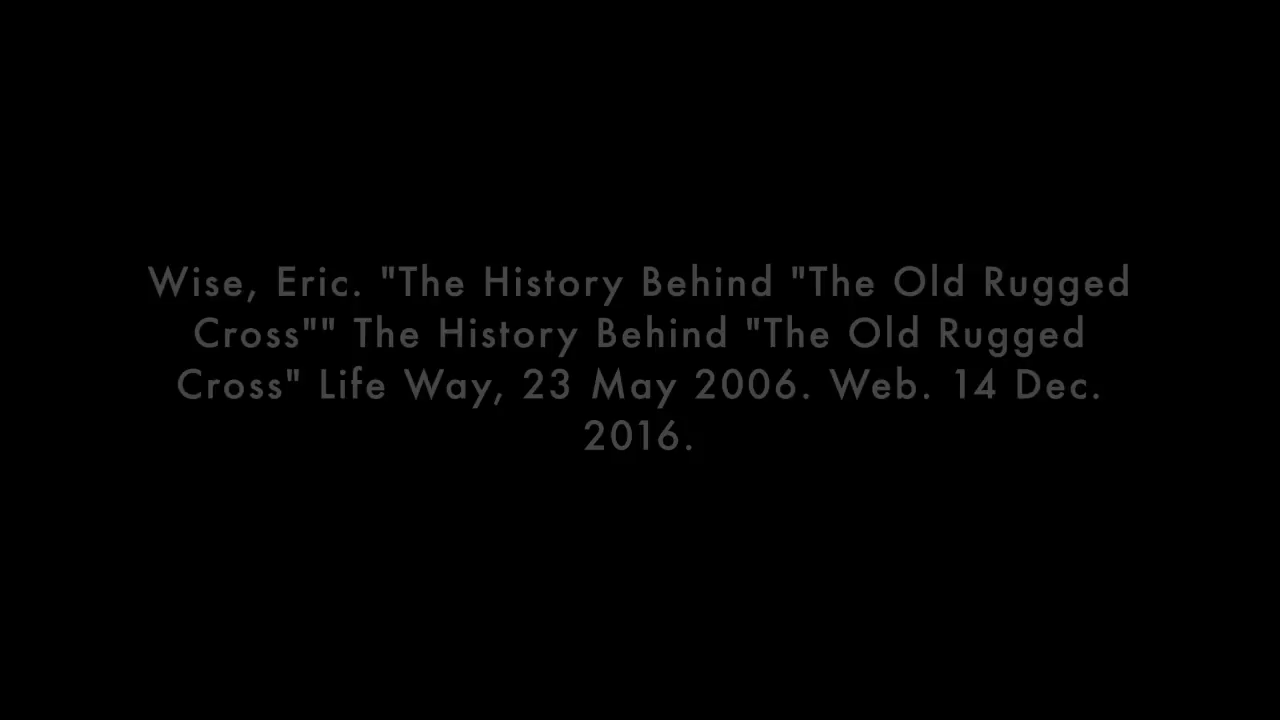 Wise, Eric. "The History Behind "The Old Rugged
Cross"" The History Behind "The Old Rugged
Cross" Life Way, 23 May 2006. Web. 14 Dec.
2016.